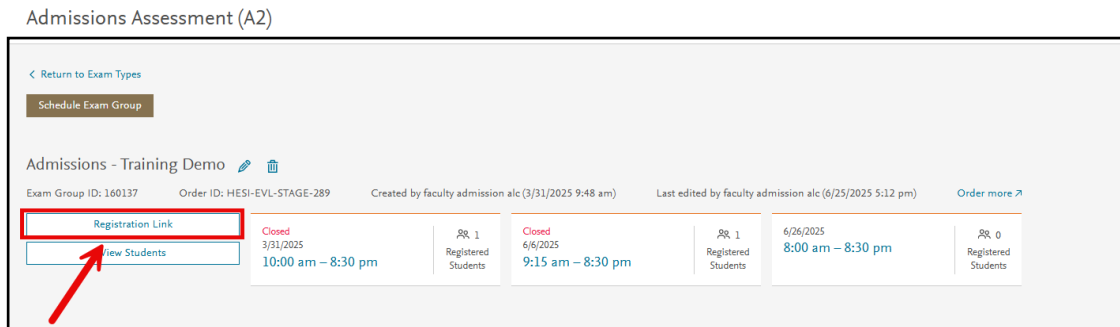 Admissions Assessment (A2)
Return to Exam Types
Schedule Exam Group
Admissions - Training Demo
Exam Group ID: 160137 Order ID: HESI-EVL-STAGE-289 Created by faculty admission alc (3/31/2025 9:48 am) Last edited by faculty admission alc (6/25/2025 5:12 pm) Order more
Registration Link
View Students
Closed
3/31/2025
10:00 am – 8:30 pm
1
Registered
Students
Closed
6/6/2025
9:15 am – 8:30 pm
1
Registered
Students
6/26/2025
8:00 am – 8:30 pm
0
Registered
Students